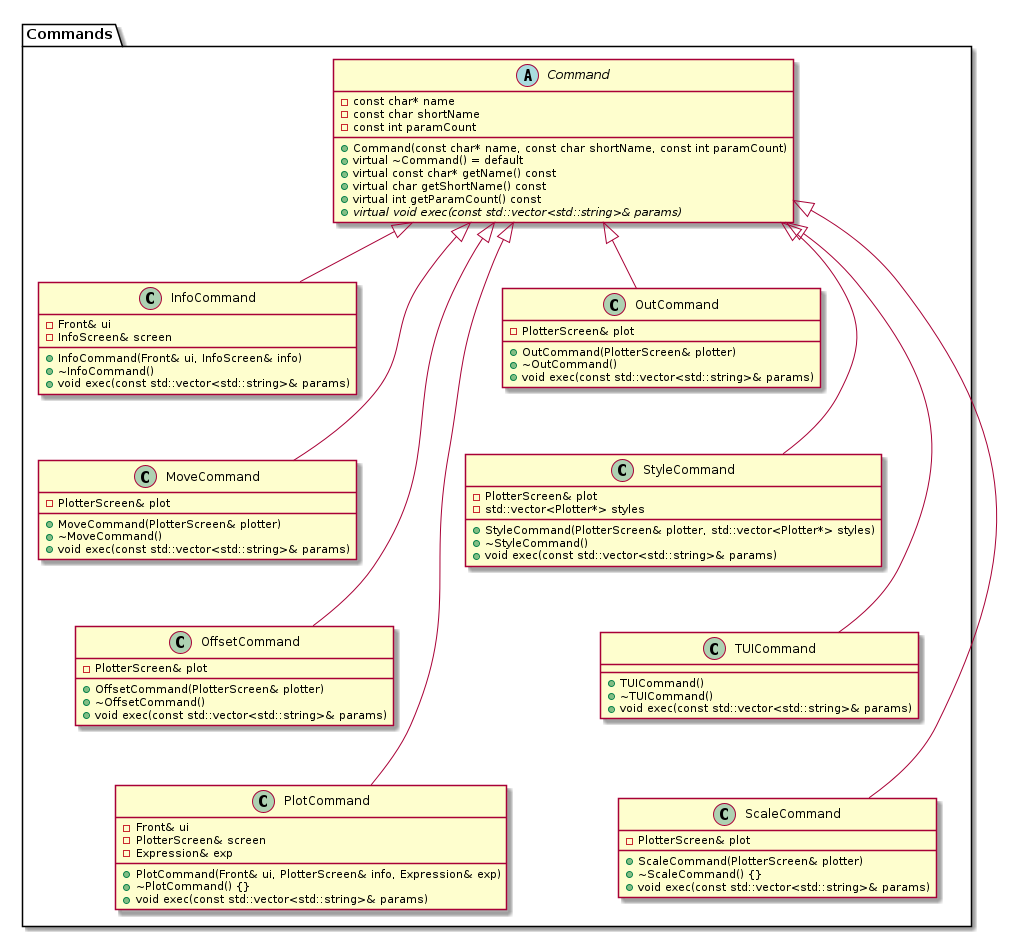 Commands
A Command
const char* name
const char shortName
const int paramCount
Command(const char* name, const char shortName, const int paramCount)
virtual ~Command() = default
virtual const char* getName() const
virtual char getShortName() const
virtual int getParamCount() const
virtual void exec(const std::vector<std::string>& params)
C InfoCommand
Front& ui
InfoScreen& screen
InfoCommand(Front& ui, InfoScreen& info)
~InfoCommand()
void exec(const std::vector<std::string>& params)
C OutCommand
PlotterScreen& plot
OutCommand(PlotterScreen& plotter)
~OutCommand()
void exec(const std::vector<std::string>& params)
C MoveCommand
PlotterScreen& plot
MoveCommand(PlotterScreen& plotter)
~MoveCommand()
void exec(const std::vector<std::string>& params)
C StyleCommand
PlotterScreen& plot
std::vector<Plotter*> styles
StyleCommand(PlotterScreen& plotter, std::vector<Plotter*> styles)
~StyleCommand()
void exec(const std::vector<std::string>& params)
C OffsetCommand
PlotterScreen& plot
OffsetCommand(PlotterScreen& plotter)
~OffsetCommand()
void exec(const std::vector<std::string>& params)
C TUICommand
TUICommand()
~TUICommand()
void exec(const std::vector<std::string>& params)
C PlotCommand
Front& ui
PlotterScreen& screen
Expression& exp
PlotCommand(Front& ui, PlotterScreen& info, Expression& exp)
~PlotCommand() {}
void exec(const std::vector<std::string>& params)
C ScaleCommand
PlotterScreen& plot
ScaleCommand(PlotterScreen& plotter)
~ScaleCommand() {}
void exec(const std::vector<std::string>& params)